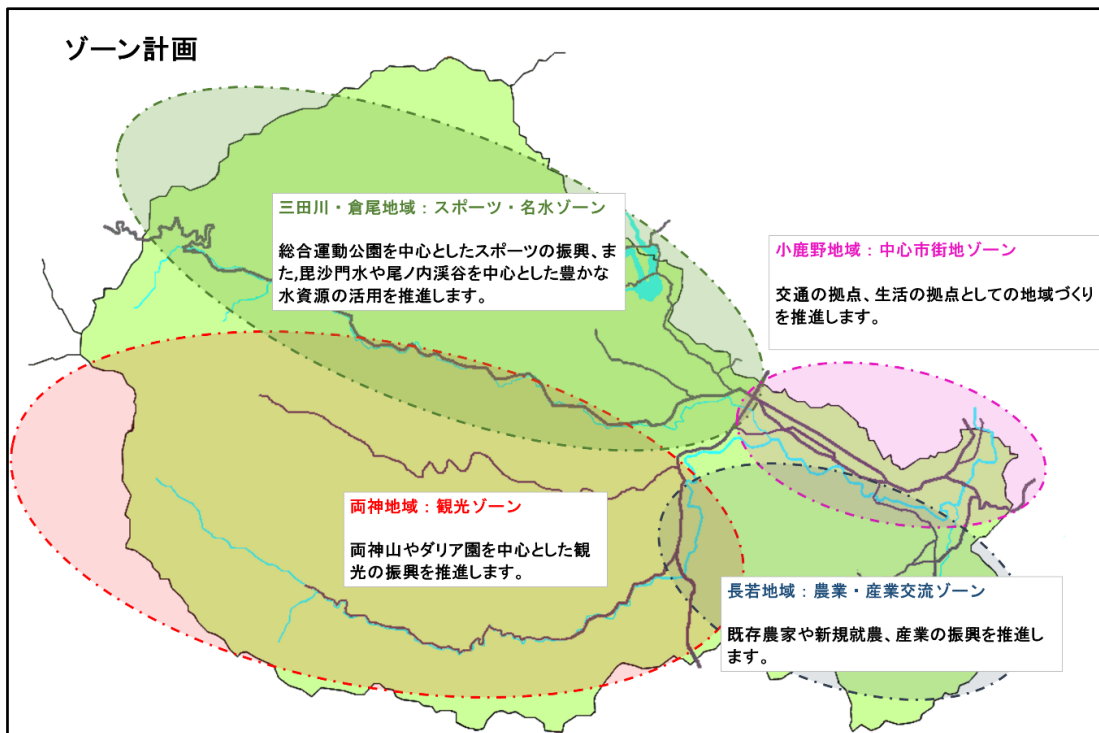 ゾーン計画
三田川・倉尾地域：スポーツ・名水ゾーン
総合運動公園を中心としたスポーツの振興、ま
た,毘沙門水や尾ノ内渓谷を中心とした豊かな
水資源の活用を推進します。
小鹿野地域：中心市街地ゾーン
交通の拠点、生活の拠点としての地域づくり
を推進します。
両神地域：観光ゾーン
両神山やダリア園を中心とした観
光の振興を推進します。
長若地域：農業・産業交流ゾーン
既存農家や新規就農、産業の振興を推進し
ます。